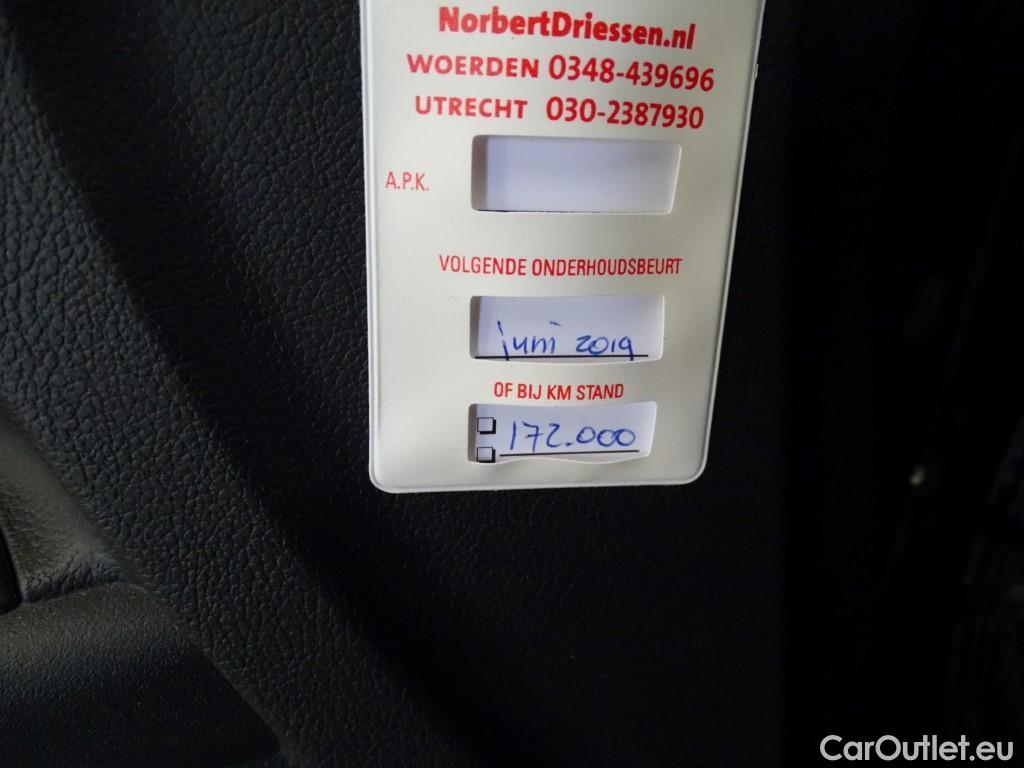 NorbertDriessen.nl
WOERDEN 0348-439696
UTRECHT 030-2387930
A.P.K.
VOLGENDE ONDERHOUDSBEURT
juni 2019
OF BIJ KM STAND
172.000
CarOutlet.eu